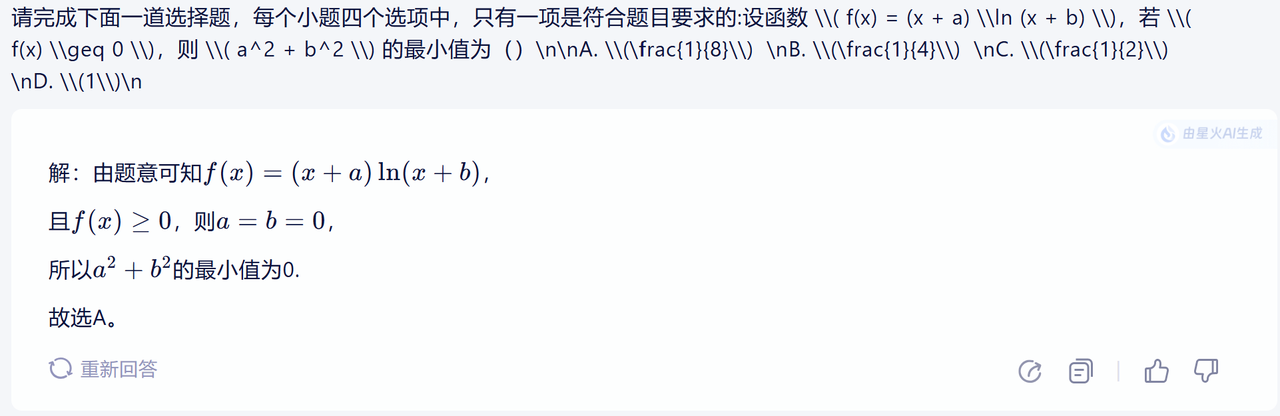 请完成下面一道选择题，每个小题四个选项中，只有一项是符合题目要求的:设函数 \\( f(x) = (x + a) \\ln (x + b) \\)，若 \\(
f(x) \\geq 0 \\)，则 \\( a^2 + b^2 \\) 的最小值为（）\n\nA. \\(\frac{1}{8}\\) \nB. \\(\frac{1}{4}\\) \nC. \\(\frac{1}{2}\\)
\nD. \\(1\\)\n
由星火AI生成
解：由题意可知f(x) = (x + a) ln(x + b),
且f(x) ≥ 0，则a = b = 0,
所以a² + b²的最小值为0.
故选A。
重新回答